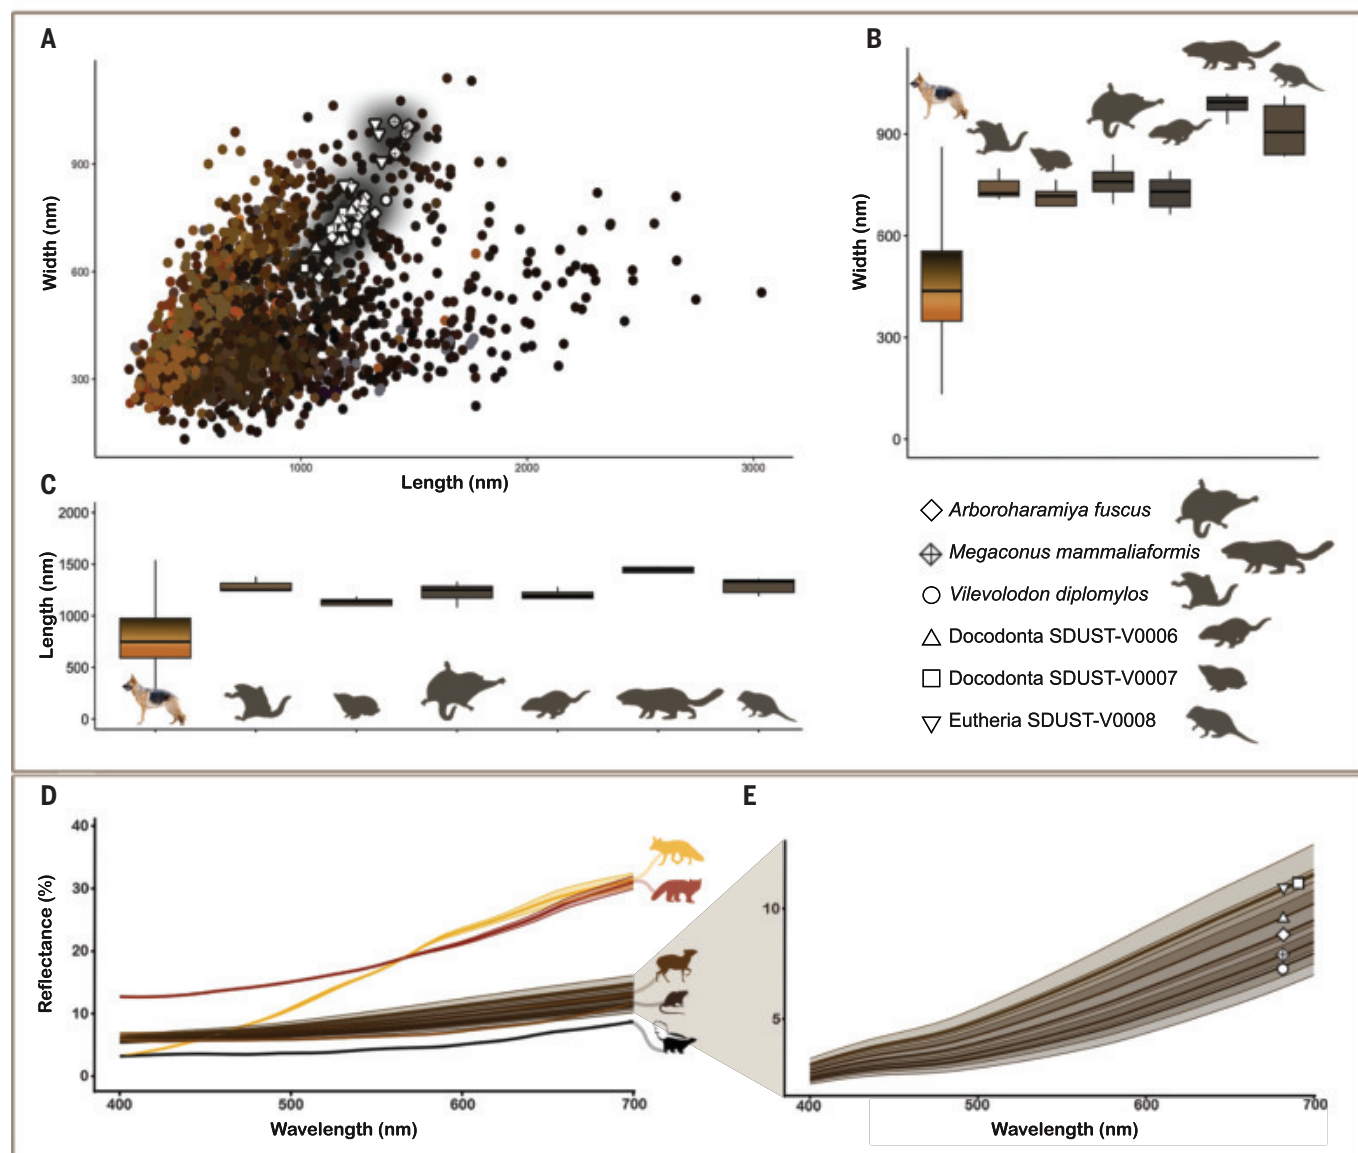 A
Width (nm)
900
600
300
1000
2000
3000
Length (nm)
B
Width (nm)
900
600
300
0
C
Length (nm)
2000
1500
1000
500
0
Arboroharamiya fuscus
Megaconus mammaliaformis
Vilevolodon diplomylos
Docodonta SDUST-V0006
Docodonta SDUST-V0007
Eutheria SDUST-V0008
D
Reflectance (%)
40
30
20
10
0
400
500
600
700
Wavelength (nm)
E
10
5
400
500
600
700
Wavelength (nm)